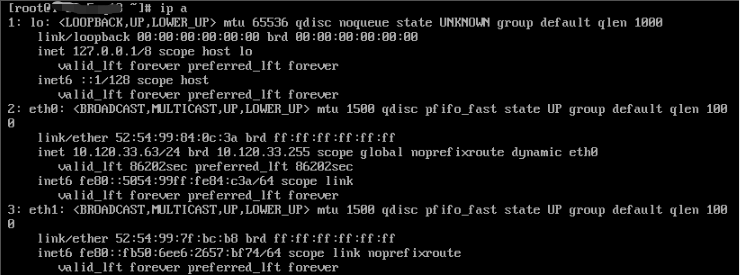 [root@ ~]# ip a
1: lo: <LOOPBACK,UP,LOWER_UP> mtu 65536 qdisc noqueue state UNKNOWN group default qlen 1000
link/loopback 00:00:00:00:00:00 brd 00:00:00:00:00:00
inet 127.0.0.1/8 scope host lo
valid_lft forever preferred_lft forever
inet6 ::1/128 scope host
valid_lft forever preferred_lft forever
2: eth0: <BROADCAST,MULTICAST,UP,LOWER_UP> mtu 1500 qdisc pfifo_fast state UP group default qlen 100
0
link/ether 52:54:99:84:0c:3a brd ff:ff:ff:ff:ff:ff
inet 10.120.33.63/24 brd 10.120.33.255 scope global noprefixroute dynamic eth0
valid_lft 86202sec preferred_lft 86202sec
inet6 fe80::5054:99ff:fe84:c3a/64 scope link
valid_lft forever preferred_lft forever
3: eth1: <BROADCAST,MULTICAST,UP,LOWER_UP> mtu 1500 qdisc pfifo_fast state UP group default qlen 100
0
link/ether 52:54:99:7f:bc:b8 brd ff:ff:ff:ff:ff:ff
inet6 fe80::fb50:6ee6:2657:bf74/64 scope link noprefixroute
valid_lft forever preferred_lft forever